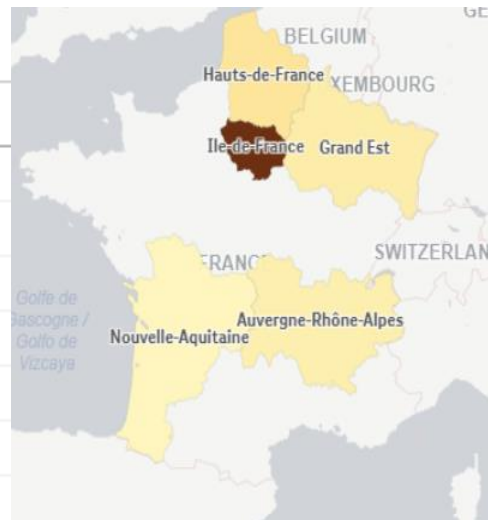 GE
BELGIUM
Hauts-de-France
XEMBOURG
Ile-de-France
Grand Est
FRANC
SWITZERLAN
Golfe de
Gascogne /
Golfo de
Vizcaya
Auvergne-Rhône-Alpes
Nouvelle-Aquitaine